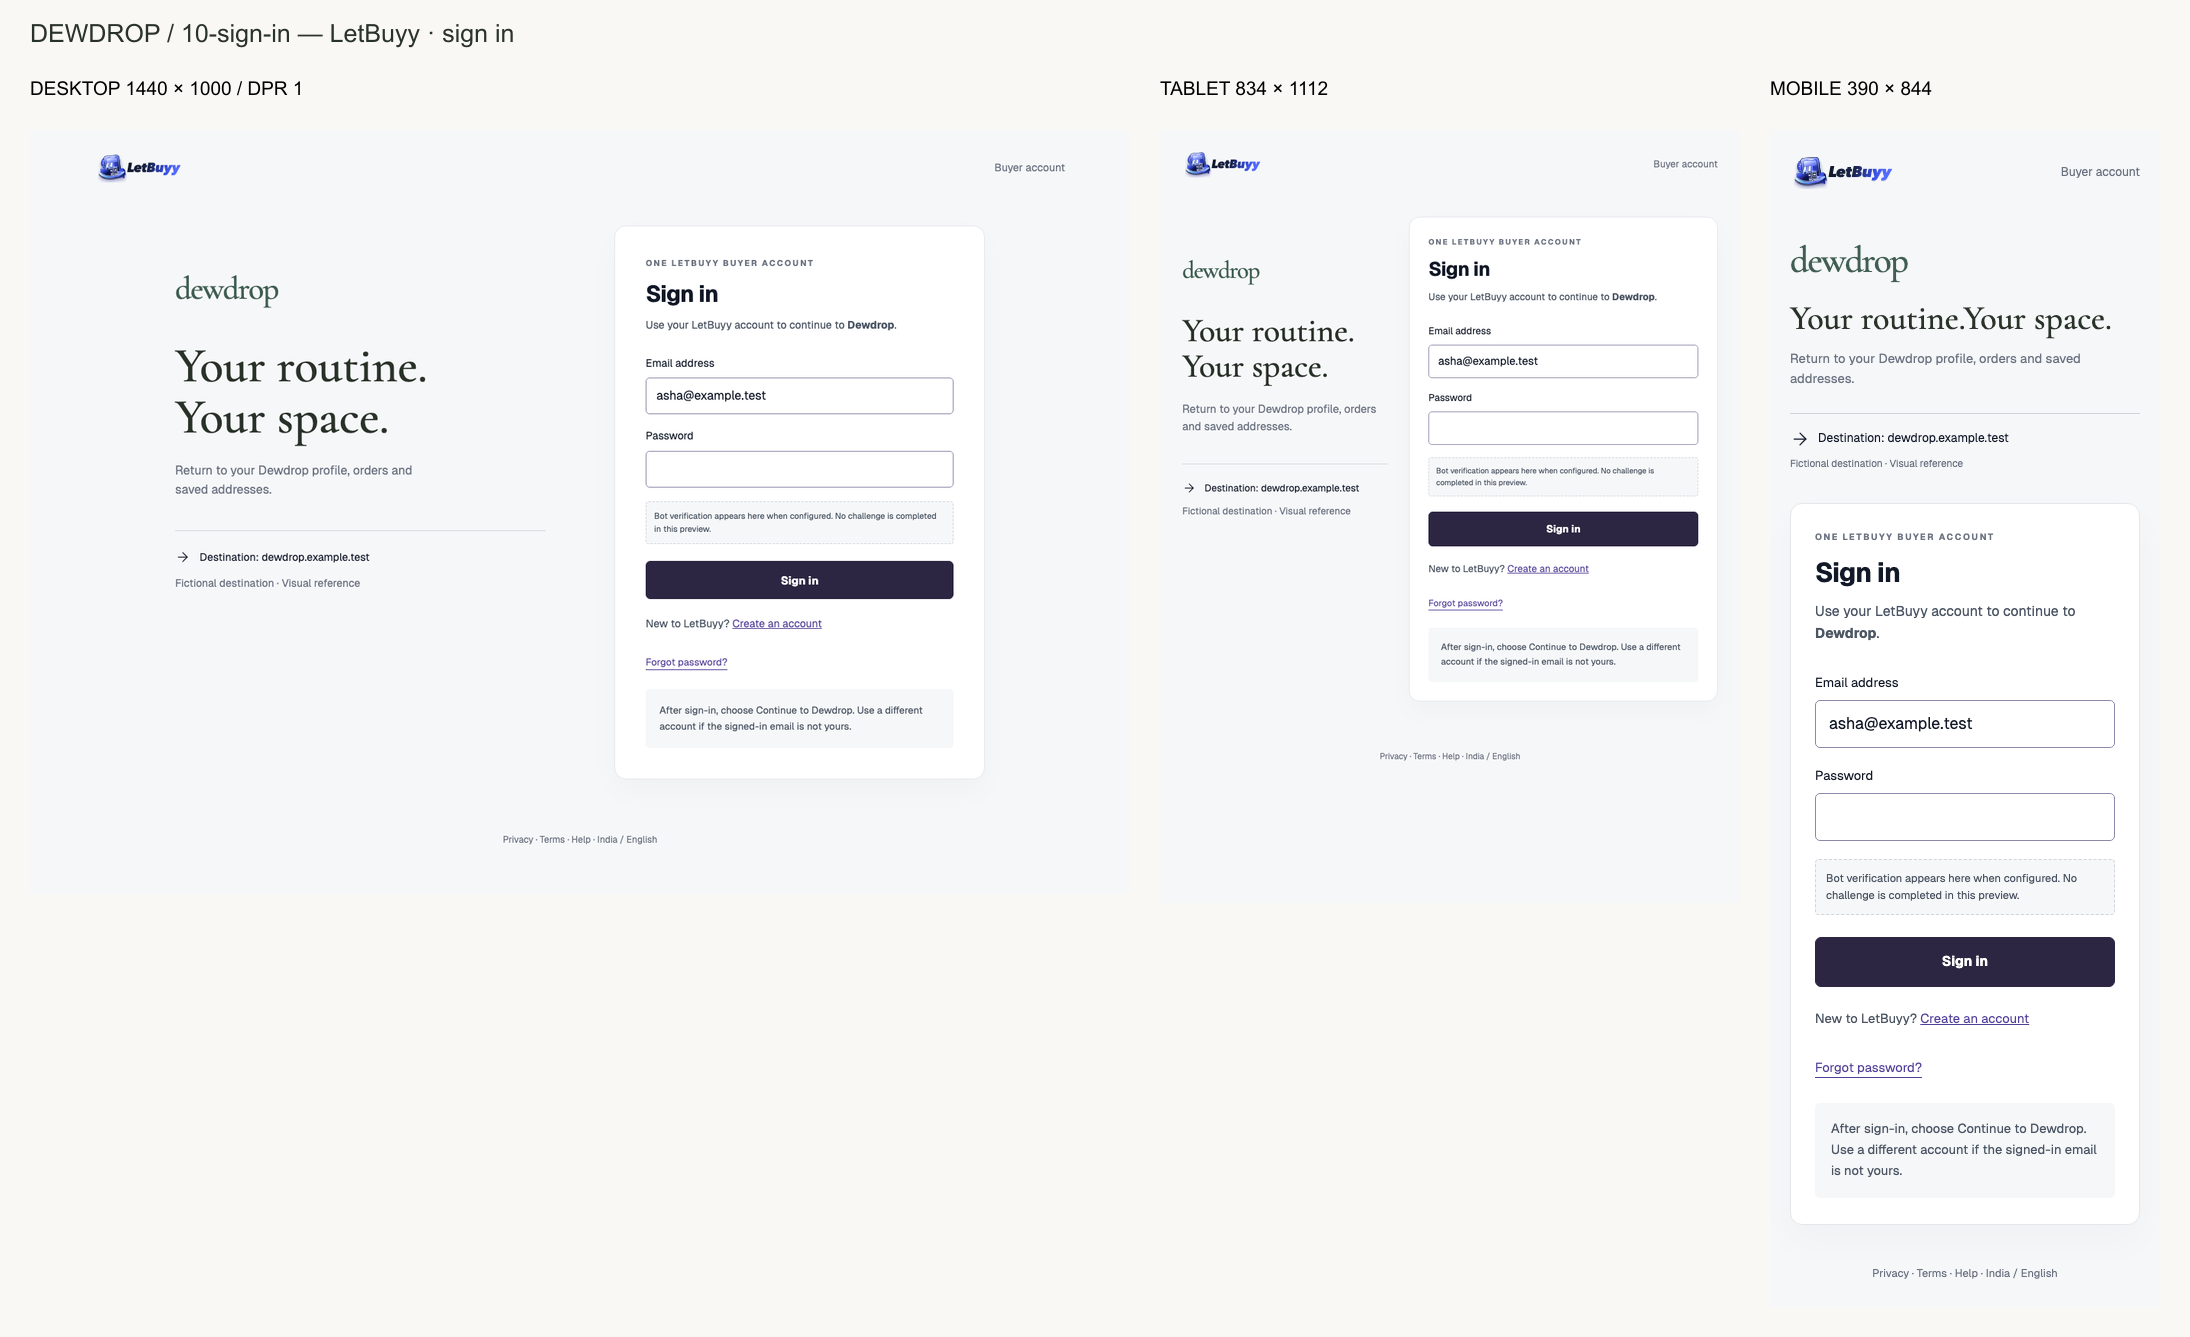 DEWDROP / 10-sign-in — LetBuyy · sign in
DESKTOP 1440 × 1000 / DPR 1
LetBuyy
Buyer account
dewdrop
Your routine.
Your space.
Return to your Dewdrop profile, orders and
saved addresses.
Destination: dewdrop.example.test
Fictional destination · Visual reference
ONE LETBUYY BUYER ACCOUNT
Sign in
Use your LetBuyy account to continue to Dewdrop.
Email address
asha@example.test
Password
Bot verification appears here when configured. No challenge is completed
in this preview.
Sign in
New to LetBuyy? Create an account
Forgot password?
After sign-in, choose Continue to Dewdrop. Use a different
account if the signed-in email is not yours.
Privacy · Terms · Help · India / English
TABLET 834 × 1112
LetBuyy
Buyer account
dewdrop
Your routine.
Your space.
Return to your Dewdrop profile, orders
and saved addresses.
Destination: dewdrop.example.test
Fictional destination · Visual reference
ONE LETBUYY BUYER ACCOUNT
Sign in
Use your LetBuyy account to continue to Dewdrop.
Email address
asha@example.test
Password
Bot verification appears here when configured. No challenge is
completed in this preview.
Sign in
New to LetBuyy? Create an account
Forgot password?
After sign-in, choose Continue to Dewdrop. Use a different
account if the signed-in email is not yours.
Privacy · Terms · Help · India / English
MOBILE 390 × 844
LetBuyy
Buyer account
dewdrop
Your routine.Your space.
Return to your Dewdrop profile, orders and saved
addresses.
Destination: dewdrop.example.test
Fictional destination · Visual reference
ONE LETBUYY BUYER ACCOUNT
Sign in
Use your LetBuyy account to continue to
Dewdrop.
Email address
asha@example.test
Password
Bot verification appears here when configured. No
challenge is completed in this preview.
Sign in
New to LetBuyy? Create an account
Forgot password?
After sign-in, choose Continue to Dewdrop.
Use a different account if the signed-in email
is not yours.
Privacy · Terms · Help · India / English